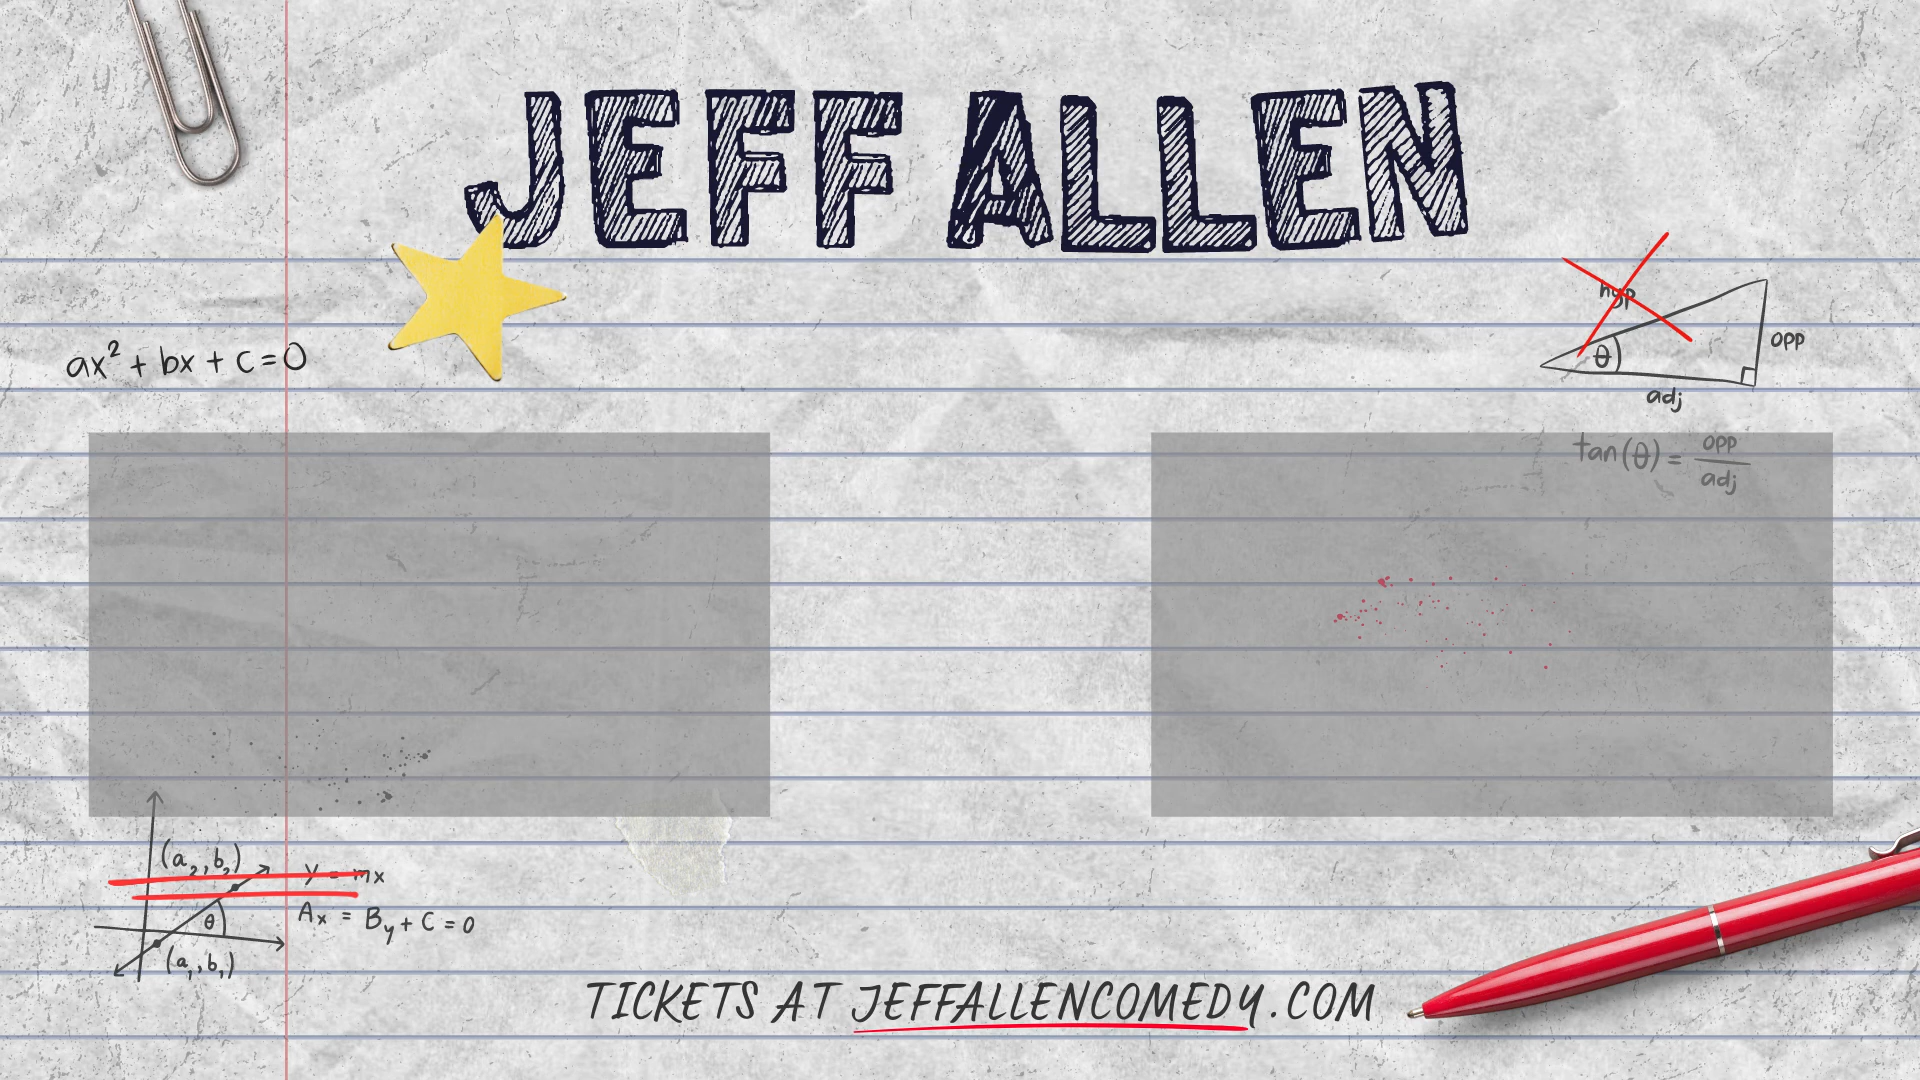 JEFF ALLEN
hyp
ax² + bx + c = 0
θ
opp
adj
tan(θ) = opp/adj
(a₂, b₂)
y = mx
Ax = By + C = 0
θ
(a₁, b₁)
TICKETS AT JEFFALLENCOMEDY.COM